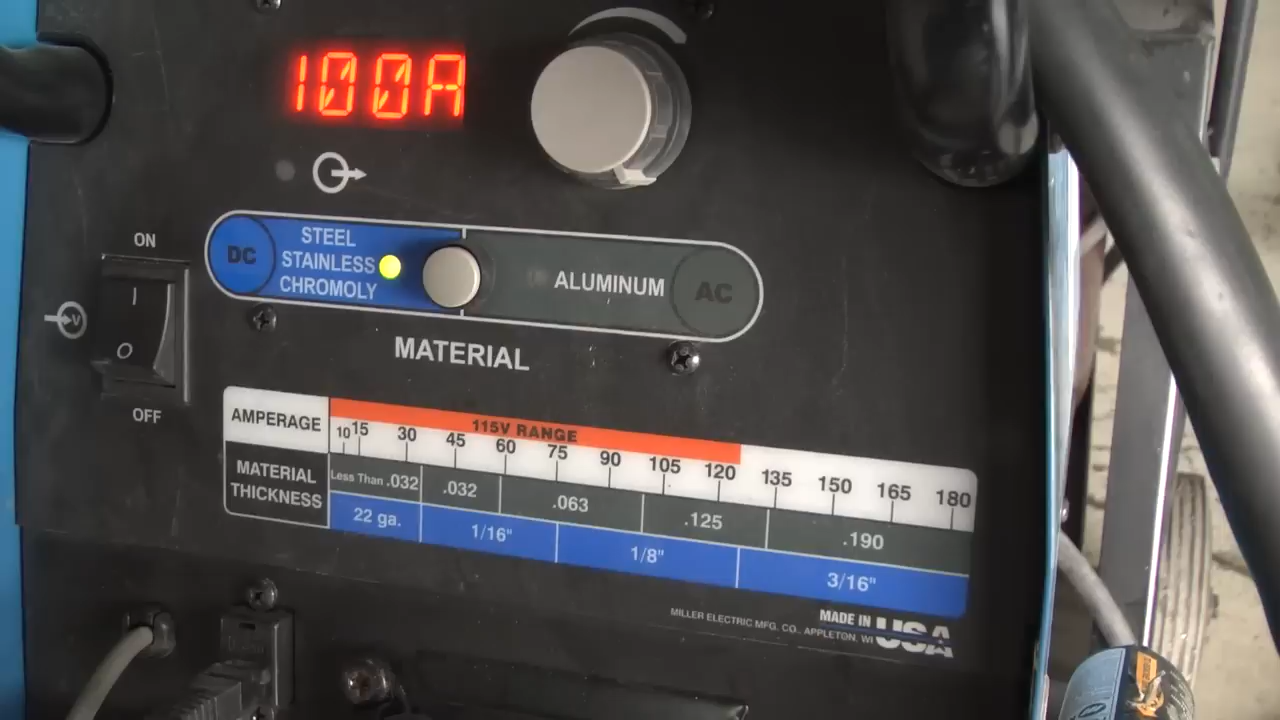 100A
ON
DC
STEEL
STAINLESS
CHROMOLY
ALUMINUM
AC
V
I
O
MATERIAL
OFF
AMPERAGE
115V RANGE
10 15 30 45 60 75 90 105 120 135 150 165 180
MATERIAL
THICKNESS
Less Than .032 .032 .063 .125 .190
22 ga. 1/16" 1/8" 3/16"
MILLER ELECTRIC MFG. CO., APPLETON, WI
MADE IN
USA